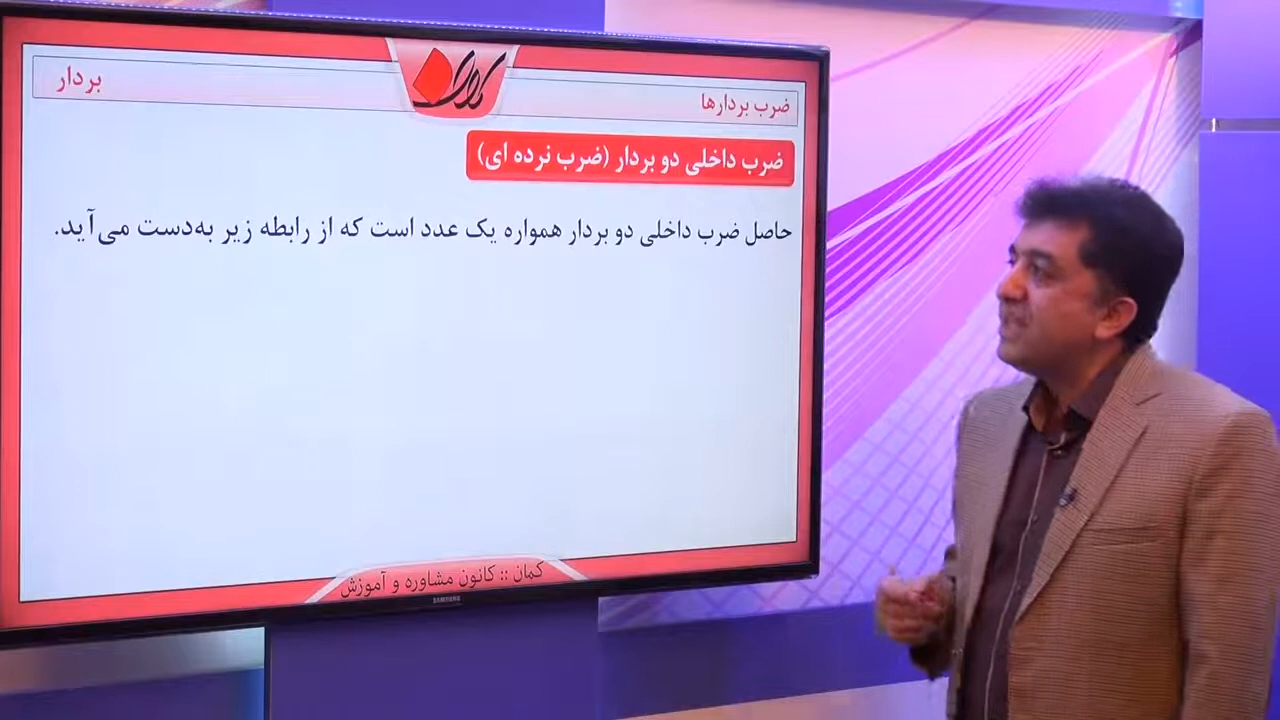 ضرب بردارها
بردار
ضرب داخلی دو بردار (ضرب نرده ای)
حاصل ضرب داخلی دو بردار همواره یک عدد است که از رابطه زیر به‌دست می‌آید.
کمان :: کانون مشاوره و آموزش
SAMSUNG